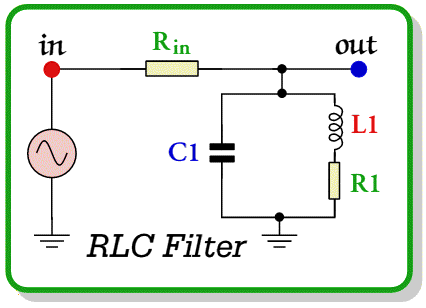 in
out
Rin
C1
L1
R1
RLC Filter